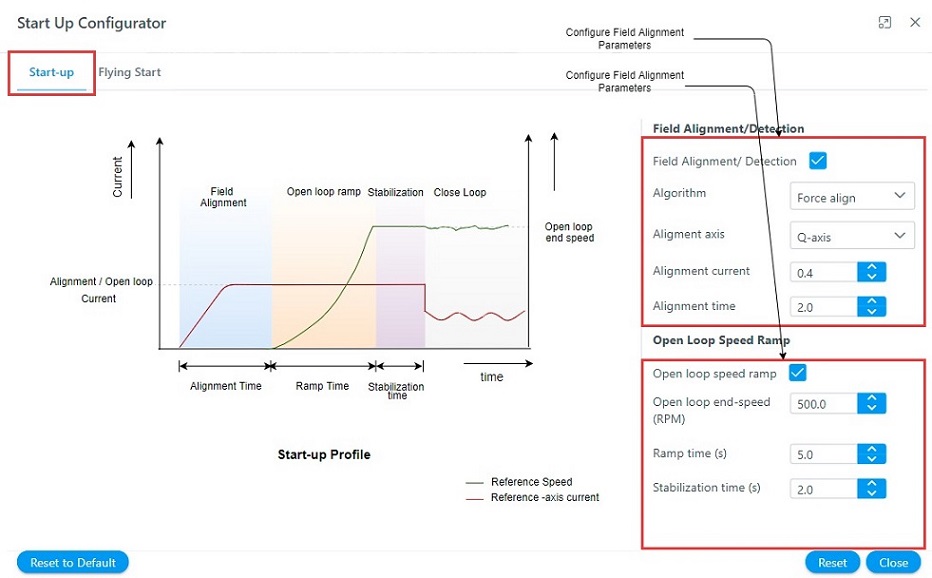 Start Up Configurator
Configure Field Alignment
Parameters
Configure Field Alignment
Parameters
Start-up
Flying Start
Field Alignment/Detection
Field Alignment/ Detection
Algorithm
Force align
Aligment axis
Q-axis
Alignment current
0.4
Alignment time
2.0
Open Loop Speed Ramp
Open loop speed ramp
Open loop end-speed
(RPM)
500.0
Ramp time (s)
5.0
Stabilization time (s)
2.0
Current
Field
Alignment
Open loop ramp
Stabilization
Close Loop
Open loop
end speed
Alignment / Open loop
Current
Alignment Time
Ramp Time
Stabilization
time
time
Start-up Profile
Reference Speed
Reference -axis current
Reset to Default
Reset
Close